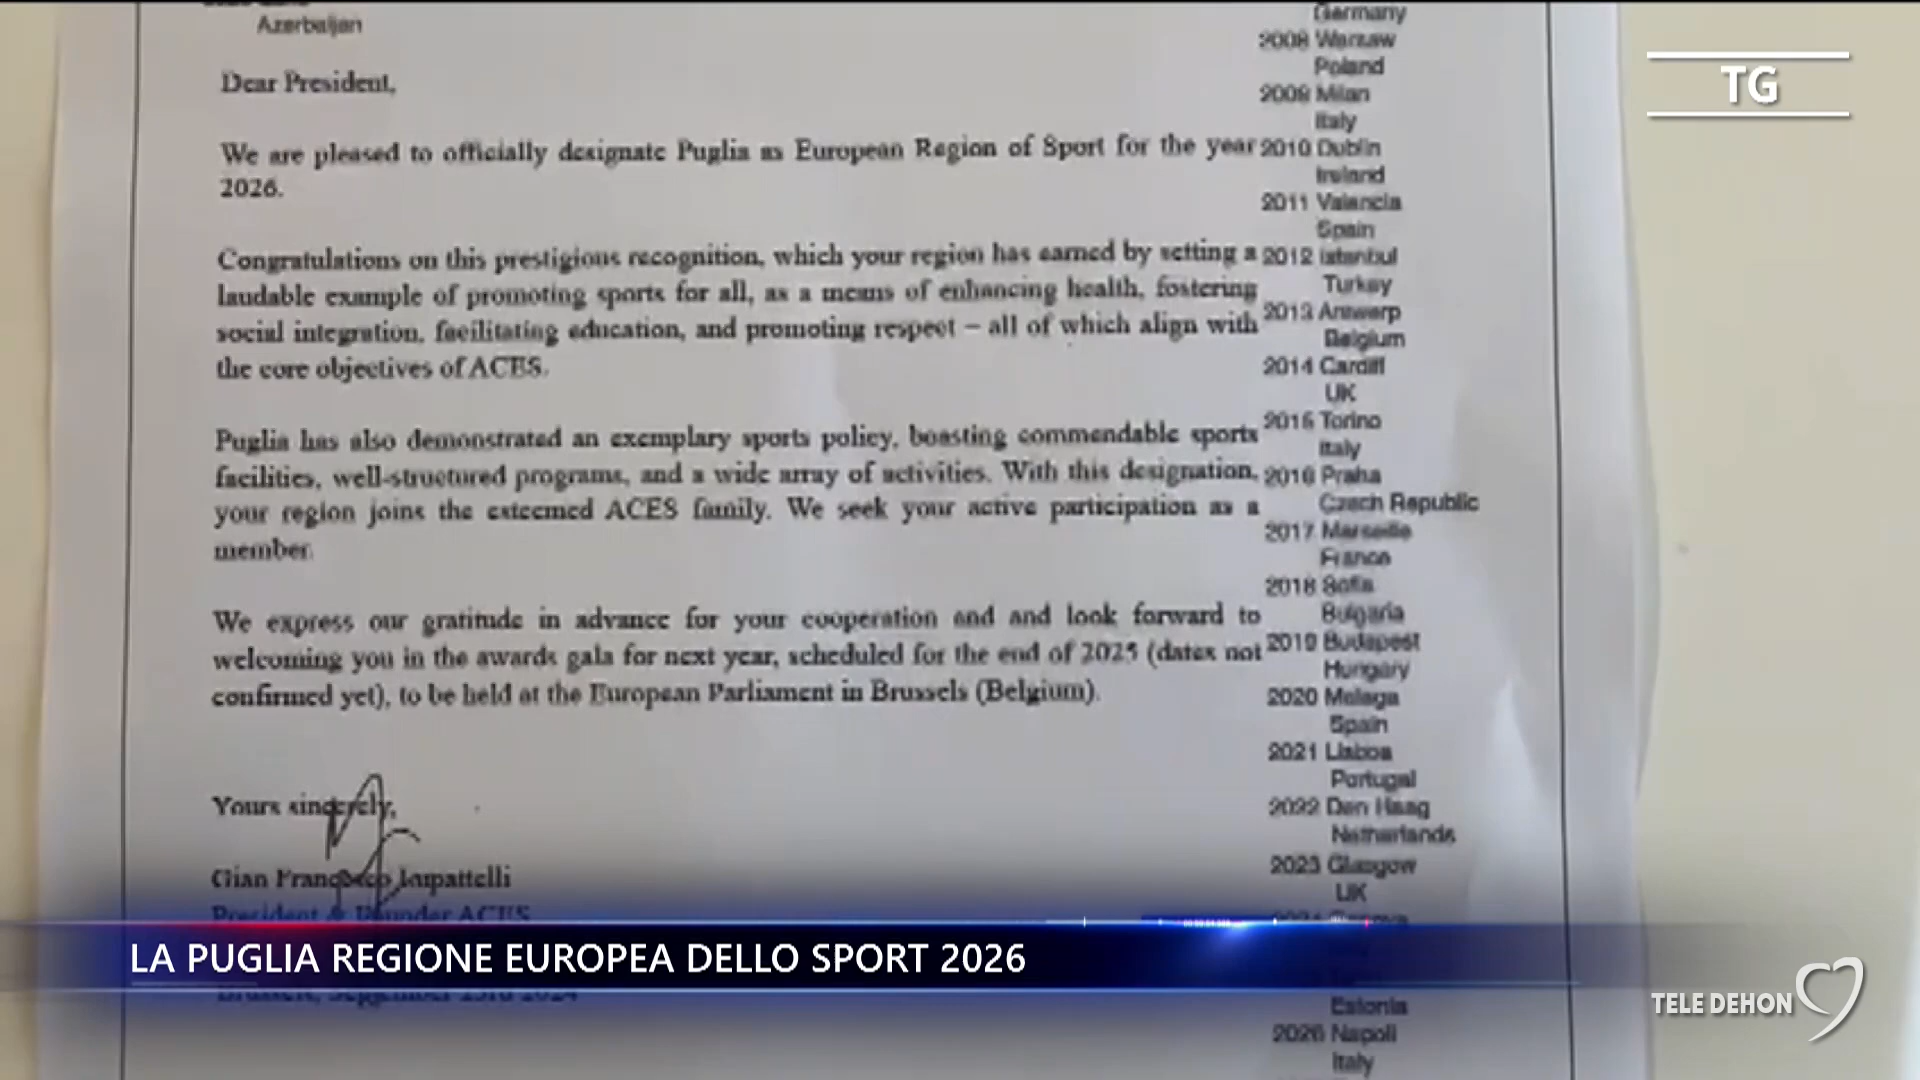 Azerbaijan
Dear President,
We are pleased to officially designate Puglia as European Region of Sport for the year
2026.
Congratulations on this prestigious recognition, which your region has earned by setting a
laudable example of promoting sports for all, as a means of enhancing health, fostering
social integration, facilitating education, and promoting respect – all of which align with
the core objectives of ACES.
Puglia has also demonstrated an exemplary sports policy, boasting commendable sports
facilities, well-structured programs, and a wide array of activities. With this designation,
your region joins the esteemed ACES family. We seek your active participation as a
member.
We express our gratitude in advance for your cooperation and and look forward to
welcoming you in the awards gala for next year, scheduled for the end of 2025 (dates not
confirmed yet), to be held at the European Parliament in Brussels (Belgium).
Yours sincerely,
Gian Francesco Lupattelli
President & Founder ACES
Germany
2008 Warsaw
Poland
2009 Milan
Italy
2010 Dublin
Ireland
2011 Valencia
Spain
2012 Istanbul
Turkey
2013 Antwerp
Belgium
2014 Cardiff
UK
2015 Torino
Italy
2016 Praha
Czech Republic
2017 Marseille
France
2018 Sofia
Bulgaria
2019 Budapest
Hungary
2020 Malaga
Spain
2021 Lisboa
Portugal
2022 Den Haag
Netherlands
2023 Glasgow
UK
Estonia
2026 Napoli
Italy
TG
LA PUGLIA REGIONE EUROPEA DELLO SPORT 2026
TELE DEHON